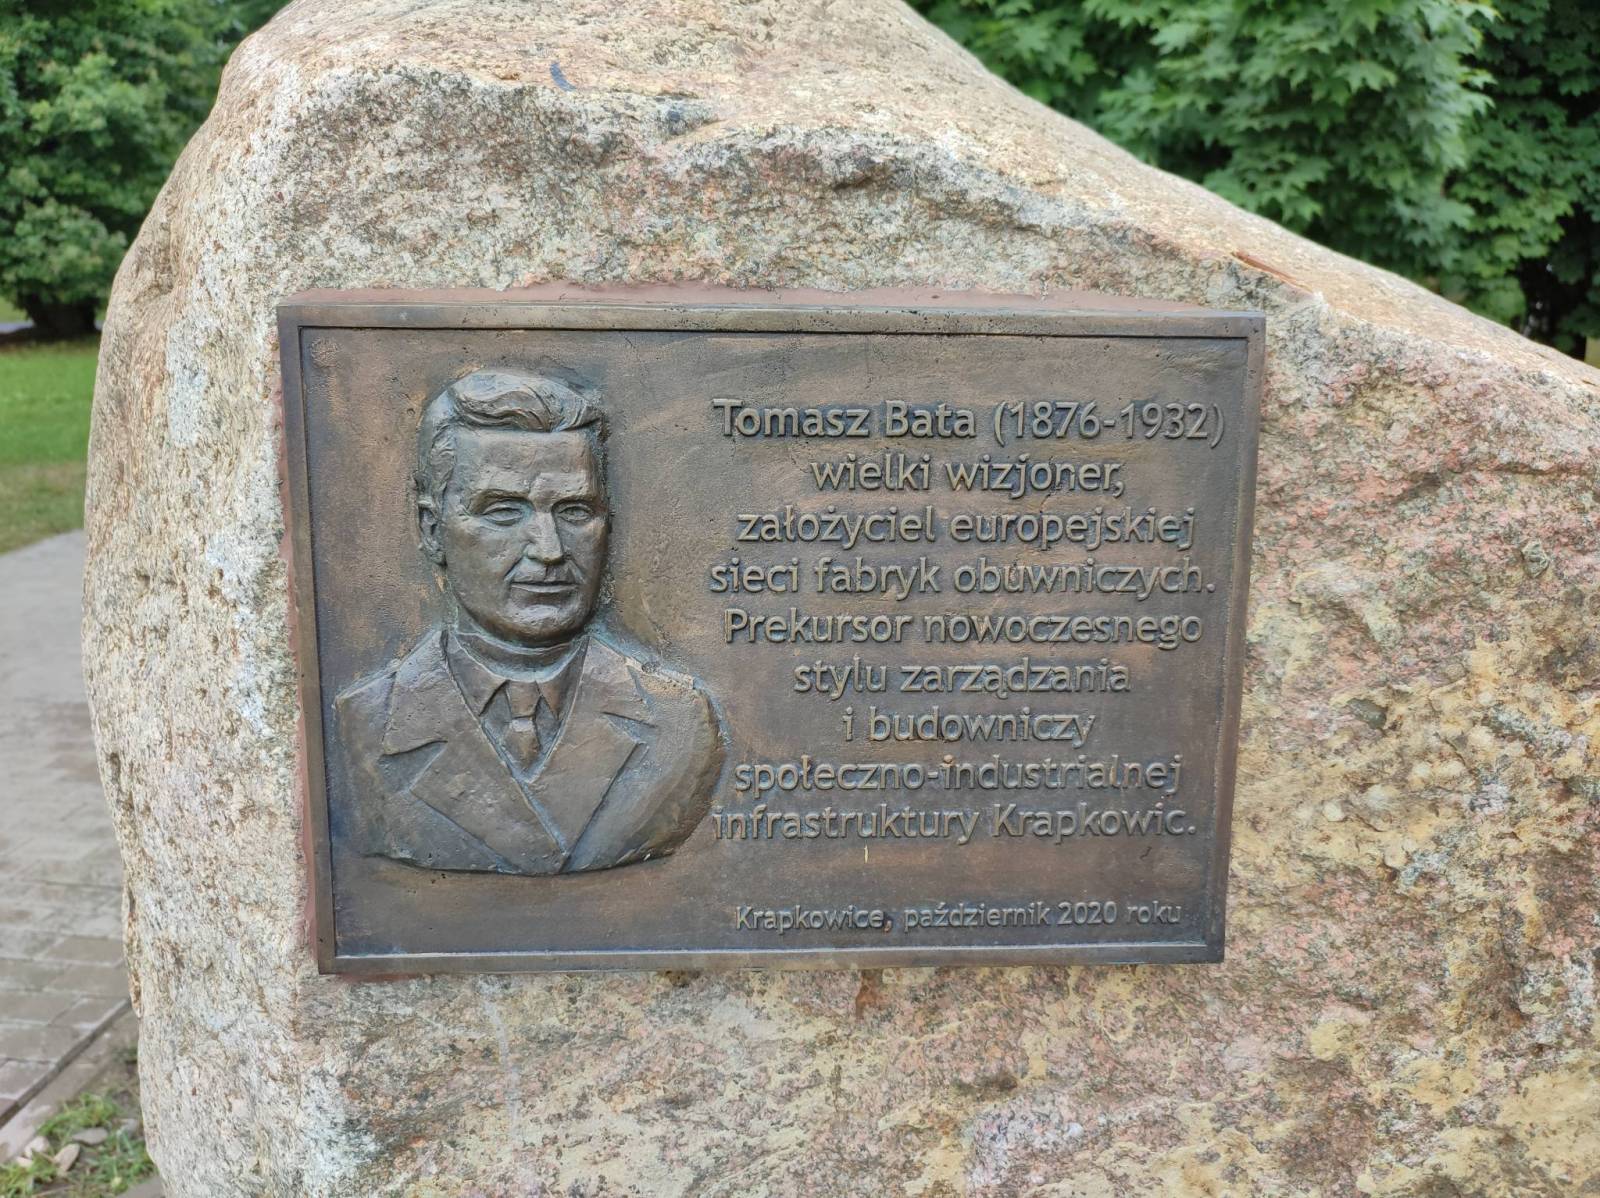 Tomasz Bata (1876-1932)
wielki wizjoner,
założyciel europejskiej
sieci fabryk obuwniczych.
Prekursor nowoczesnego
stylu zarządzania
i budowniczy
społeczno-industrialnej
infrastruktury Krapkowic.
Krapkowice, październik 2020 roku